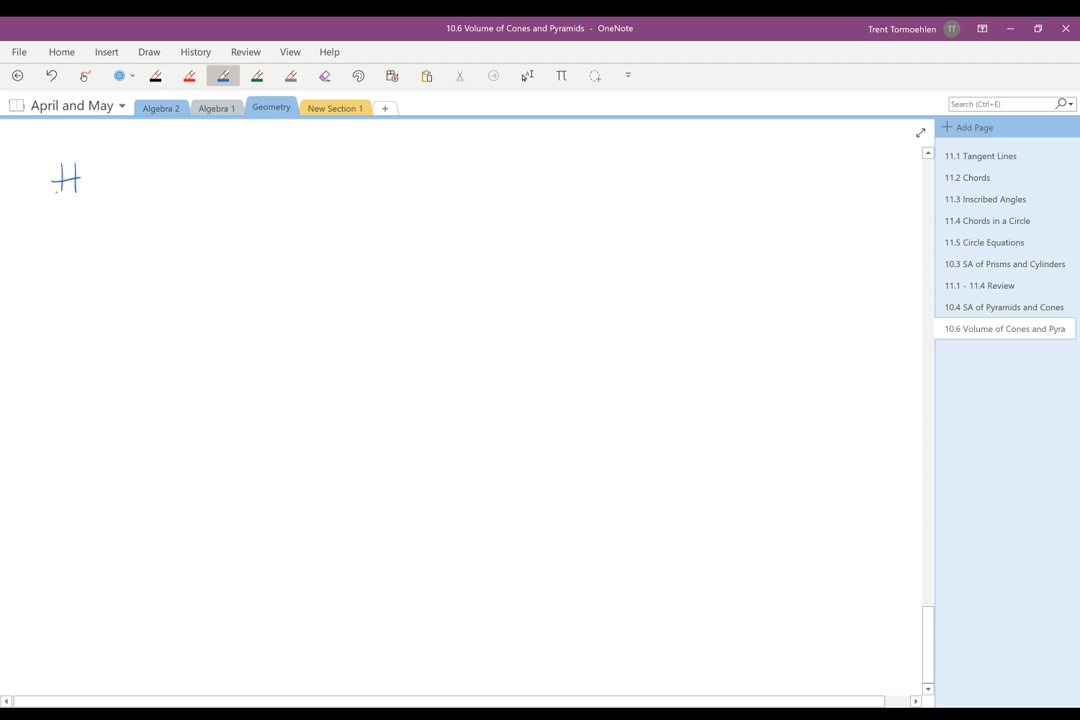 10.6 Volume of Cones and Pyramids - OneNote
Trent Tormoehlen TT
File Home Insert Draw History Review View Help
April and May Algebra 2 Algebra 1 Geometry New Section 1 +
Search (Ctrl+E)
Add Page
11.1 Tangent Lines
11.2 Chords
11.3 Inscribed Angles
11.4 Chords in a Circle
11.5 Circle Equations
10.3 SA of Prisms and Cylinders
11.1 - 11.4 Review
10.4 SA of Pyramids and Cones
10.6 Volume of Cones and Pyra